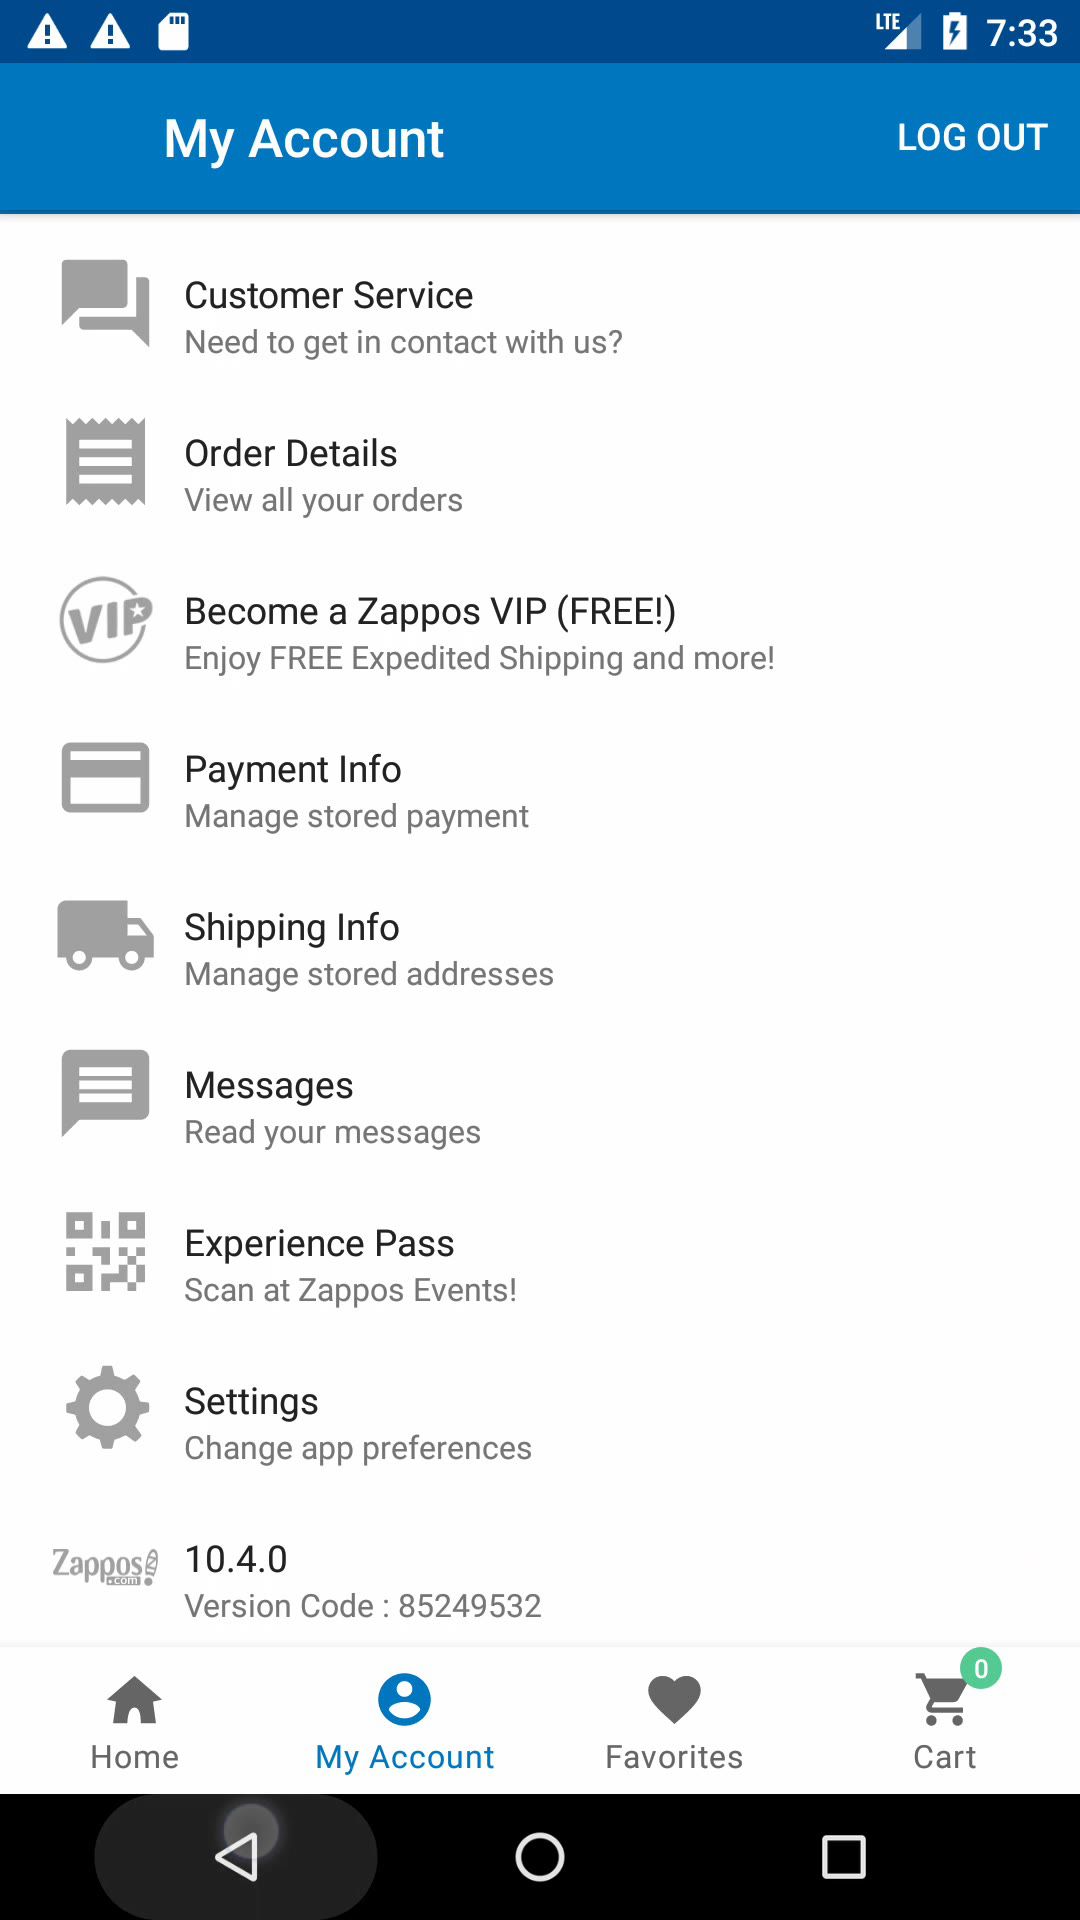 LTE 7:33
My Account LOG OUT
Customer Service
Need to get in contact with us?
Order Details
View all your orders
VIP
Become a Zappos VIP (FREE!)
Enjoy FREE Expedited Shipping and more!
Payment Info
Manage stored payment
Shipping Info
Manage stored addresses
Messages
Read your messages
Experience Pass
Scan at Zappos Events!
Settings
Change app preferences
Zappos
.com
10.4.0
Version Code : 85249532
0
Home My Account Favorites Cart